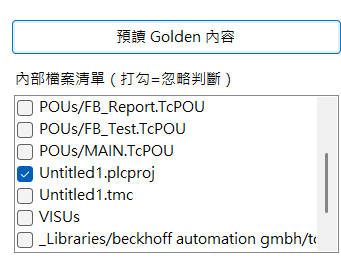 預讀 Golden 內容
內部檔案清單（打勾=忽略判斷）
POUs/FB_Report.TcPOU
POUs/FB_Test.TcPOU
POUs/MAIN.TcPOU
Untitled1.plcproj
Untitled1.tmc
VISUs
_Libraries/beckhoff automation gmbh/tc